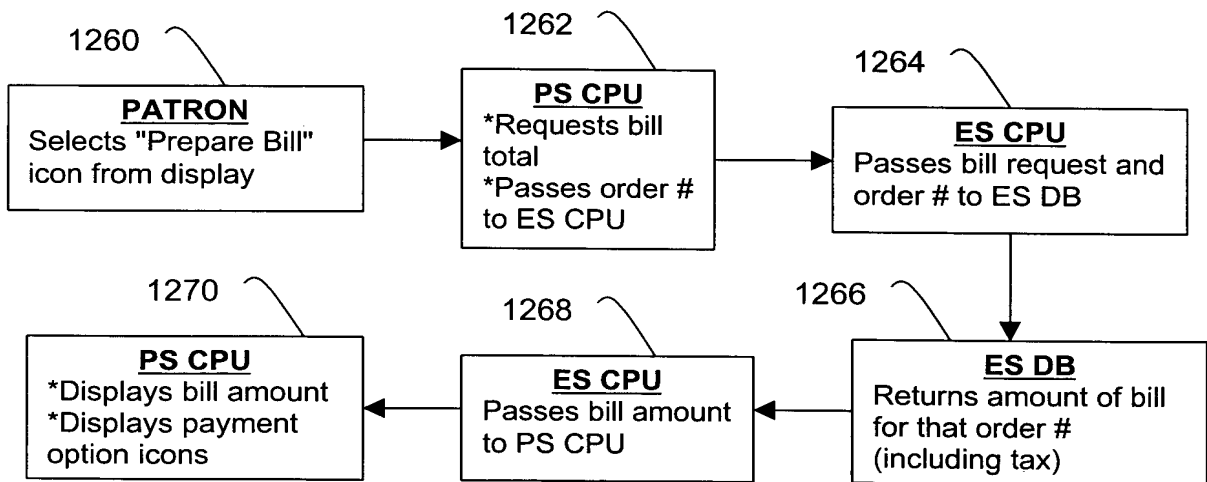 1260
PATRON
Selects "Prepare Bill"
icon from display
1262
PS CPU
*Requests bill
total
*Passes order #
to ES CPU
1264
ES CPU
Passes bill request and
order # to ES DB
1266
ES DB
Returns amount of bill
for that order #
(including tax)
1268
ES CPU
Passes bill amount
to PS CPU
1270
PS CPU
*Displays bill amount
*Displays payment
option icons